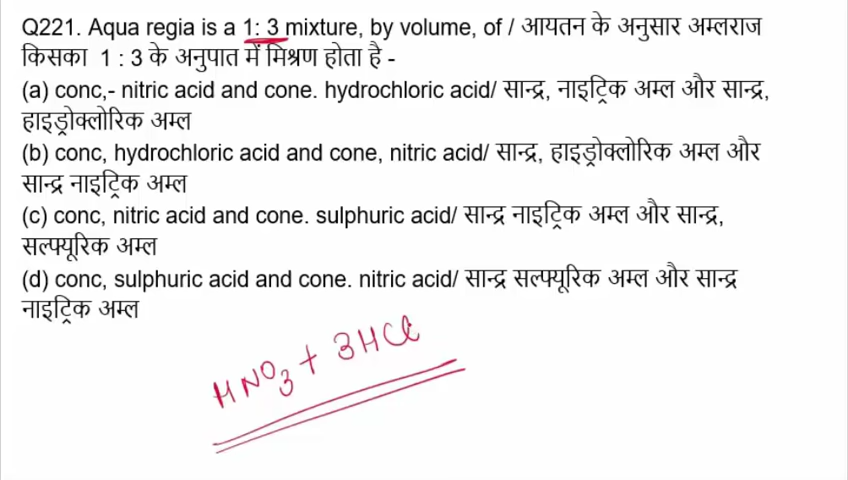 Q221. Aqua regia is a 1: 3 mixture, by volume, of / आयतन के अनुसार अम्लराज
किसका 1 : 3 के अनुपात में मिश्रण होता है -
(a) conc,- nitric acid and cone. hydrochloric acid/ सान्द्र, नाइट्रिक अम्ल और सान्द्र,
हाइड्रोक्लोरिक अम्ल
(b) conc, hydrochloric acid and cone, nitric acid/ सान्द्र, हाइड्रोक्लोरिक अम्ल और
सान्द्र नाइट्रिक अम्ल
(c) conc, nitric acid and cone. sulphuric acid/ सान्द्र नाइट्रिक अम्ल और सान्द्र,
सल्फ्यूरिक अम्ल
(d) conc, sulphuric acid and cone. nitric acid/ सान्द्र सल्फ्यूरिक अम्ल और सान्द्र
नाइट्रिक अम्ल
HNO3 + 3HCl